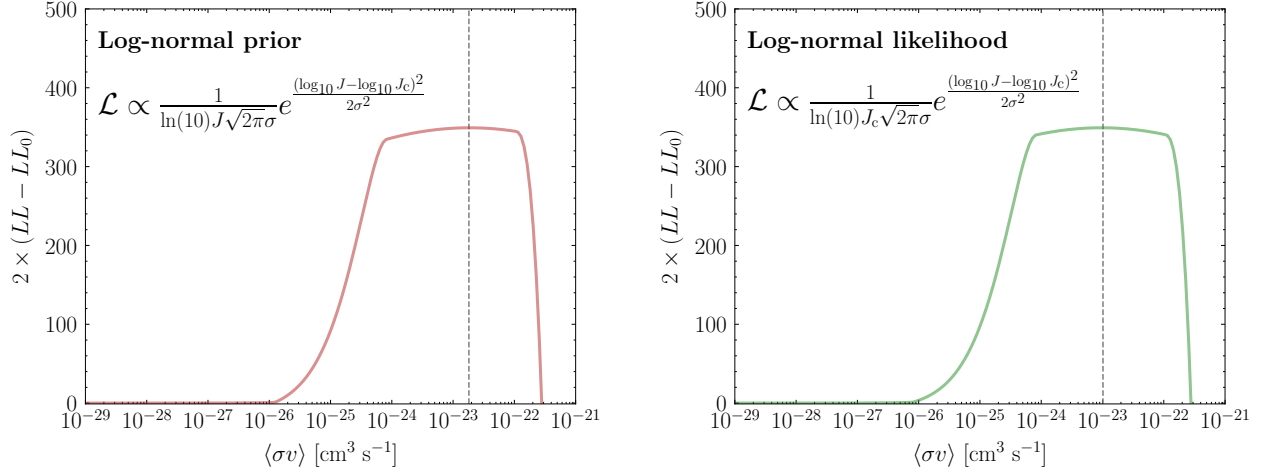 500
400
300
200
100
0
2 × (LL − LL₀)
Log-normal prior
𝓛 ∝ 1/(ln(10)J√(2π)σ) e^((log₁₀ J−log₁₀ J_c)²/(2σ²))
10⁻²⁹ 10⁻²⁸ 10⁻²⁷ 10⁻²⁶ 10⁻²⁵ 10⁻²⁴ 10⁻²³ 10⁻²² 10⁻²¹
⟨σv⟩ [cm³ s⁻¹]
500
400
300
200
100
0
2 × (LL − LL₀)
Log-normal likelihood
𝓛 ∝ 1/(ln(10)J_c√(2π)σ) e^((log₁₀ J−log₁₀ J_c)²/(2σ²))
10⁻²⁹ 10⁻²⁸ 10⁻²⁷ 10⁻²⁶ 10⁻²⁵ 10⁻²⁴ 10⁻²³ 10⁻²² 10⁻²¹
⟨σv⟩ [cm³ s⁻¹]